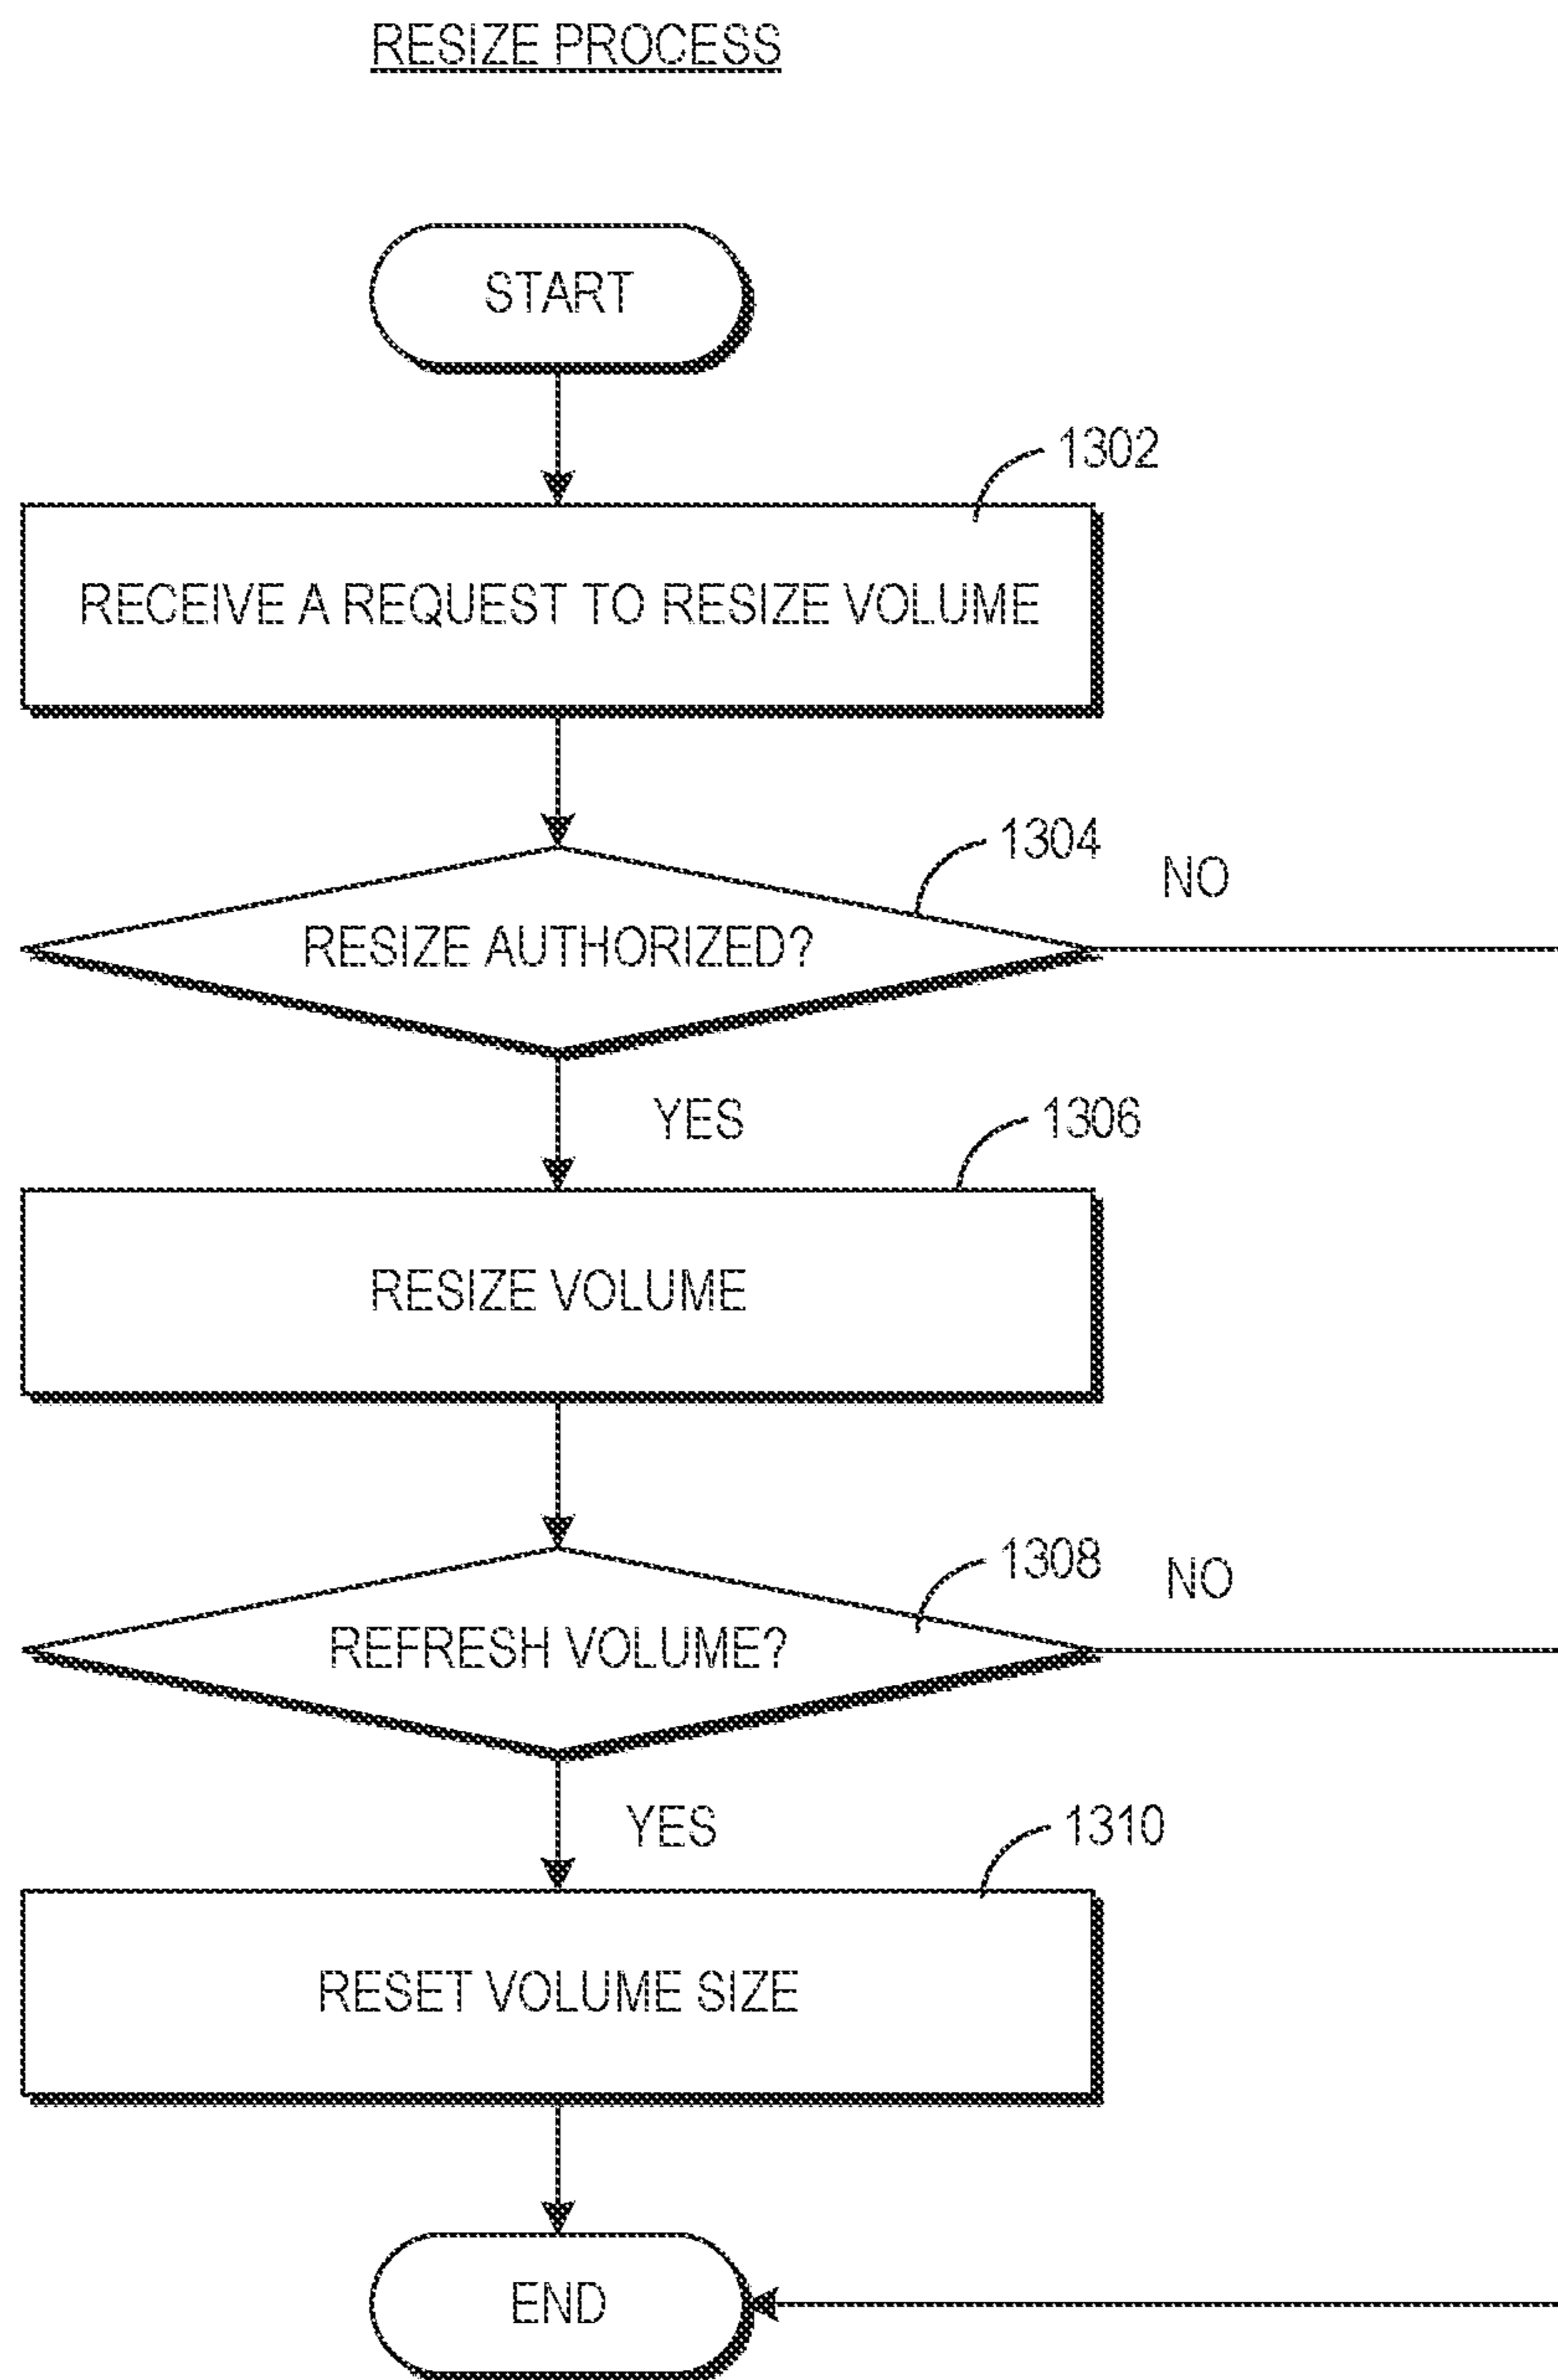 RESIZE PROCESS
START
1302
RECEIVE A REQUEST TO RESIZE VOLUME
1304
NO
RESIZE AUTHORIZED?
YES
1306
RESIZE VOLUME
1308
NO
REFRESH VOLUME?
YES
1310
RESET VOLUME SIZE
END